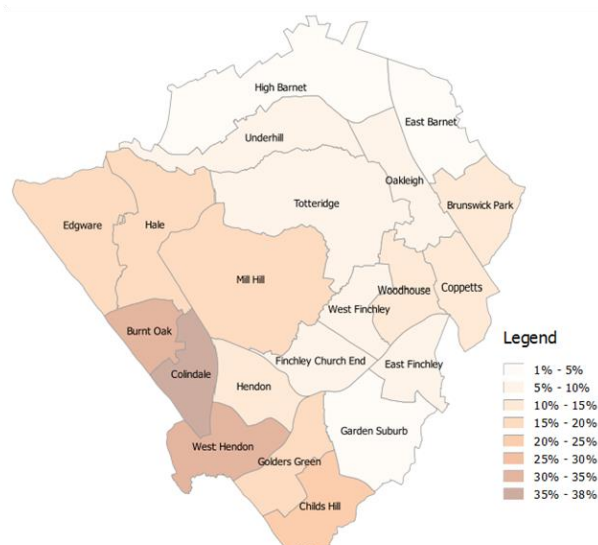 High Barnet
East Barnet
Underhill
Oakleigh
Totteridge
Brunswick Park
Edgware
Hale
Mill Hill
Woodhouse
Coppetts
West Finchley
Burnt Oak
Finchley Church End
East Finchley
Colindale
Hendon
Garden Suburb
West Hendon
Golders Green
Childs Hill
Legend
1% - 5%
5% - 10%
10% - 15%
15% - 20%
20% - 25%
25% - 30%
30% - 35%
35% - 38%